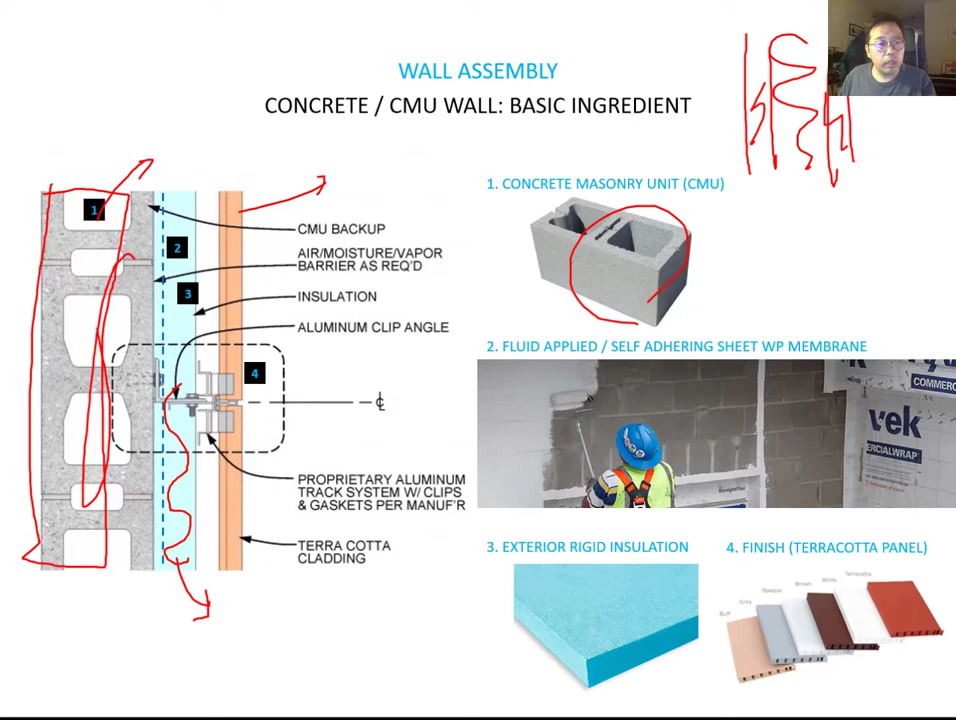 WALL ASSEMBLY
CONCRETE / CMU WALL: BASIC INGREDIENT
1
2
3
4
CMU BACKUP
AIR/MOISTURE/VAPOR
BARRIER AS REQ'D
INSULATION
ALUMINUM CLIP ANGLE
℄
PROPRIETARY ALUMINUM
TRACK SYSTEM W/ CLIPS
& GASKETS PER MANUF'R
TERRA COTTA
CLADDING
1. CONCRETE MASONRY UNIT (CMU)
2. FLUID APPLIED / SELF ADHERING SHEET WP MEMBRANE
COMMERC
vek
ERCIALWRAP
3. EXTERIOR RIGID INSULATION
4. FINISH (TERRACOTTA PANEL)
Buff
Grey
Opaque
Brown
White
Terracotta